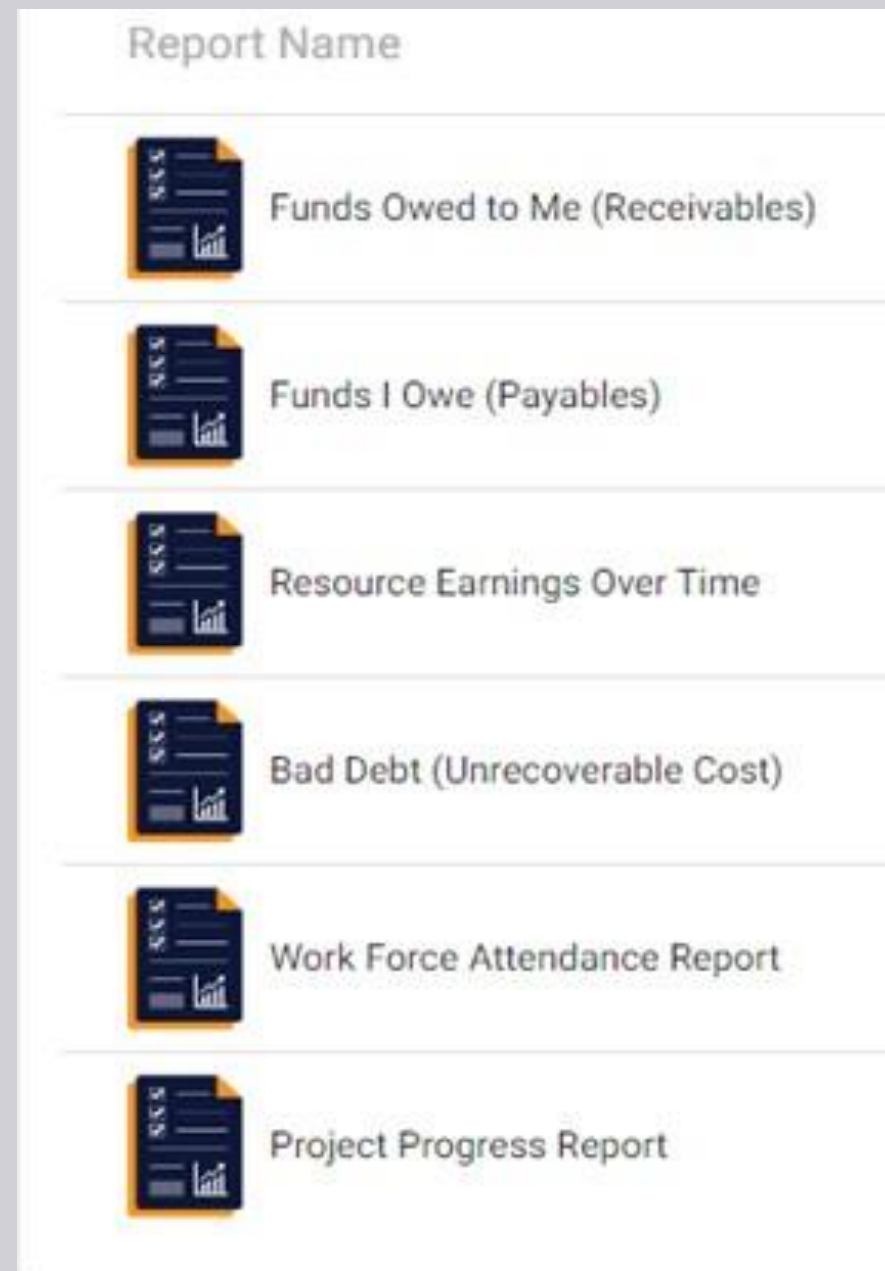 Report Name
Funds Owed to Me (Receivables)
Funds I Owe (Payables)
Resource Earnings Over Time
Bad Debt (Unrecoverable Cost)
Work Force Attendance Report
Project Progress Report